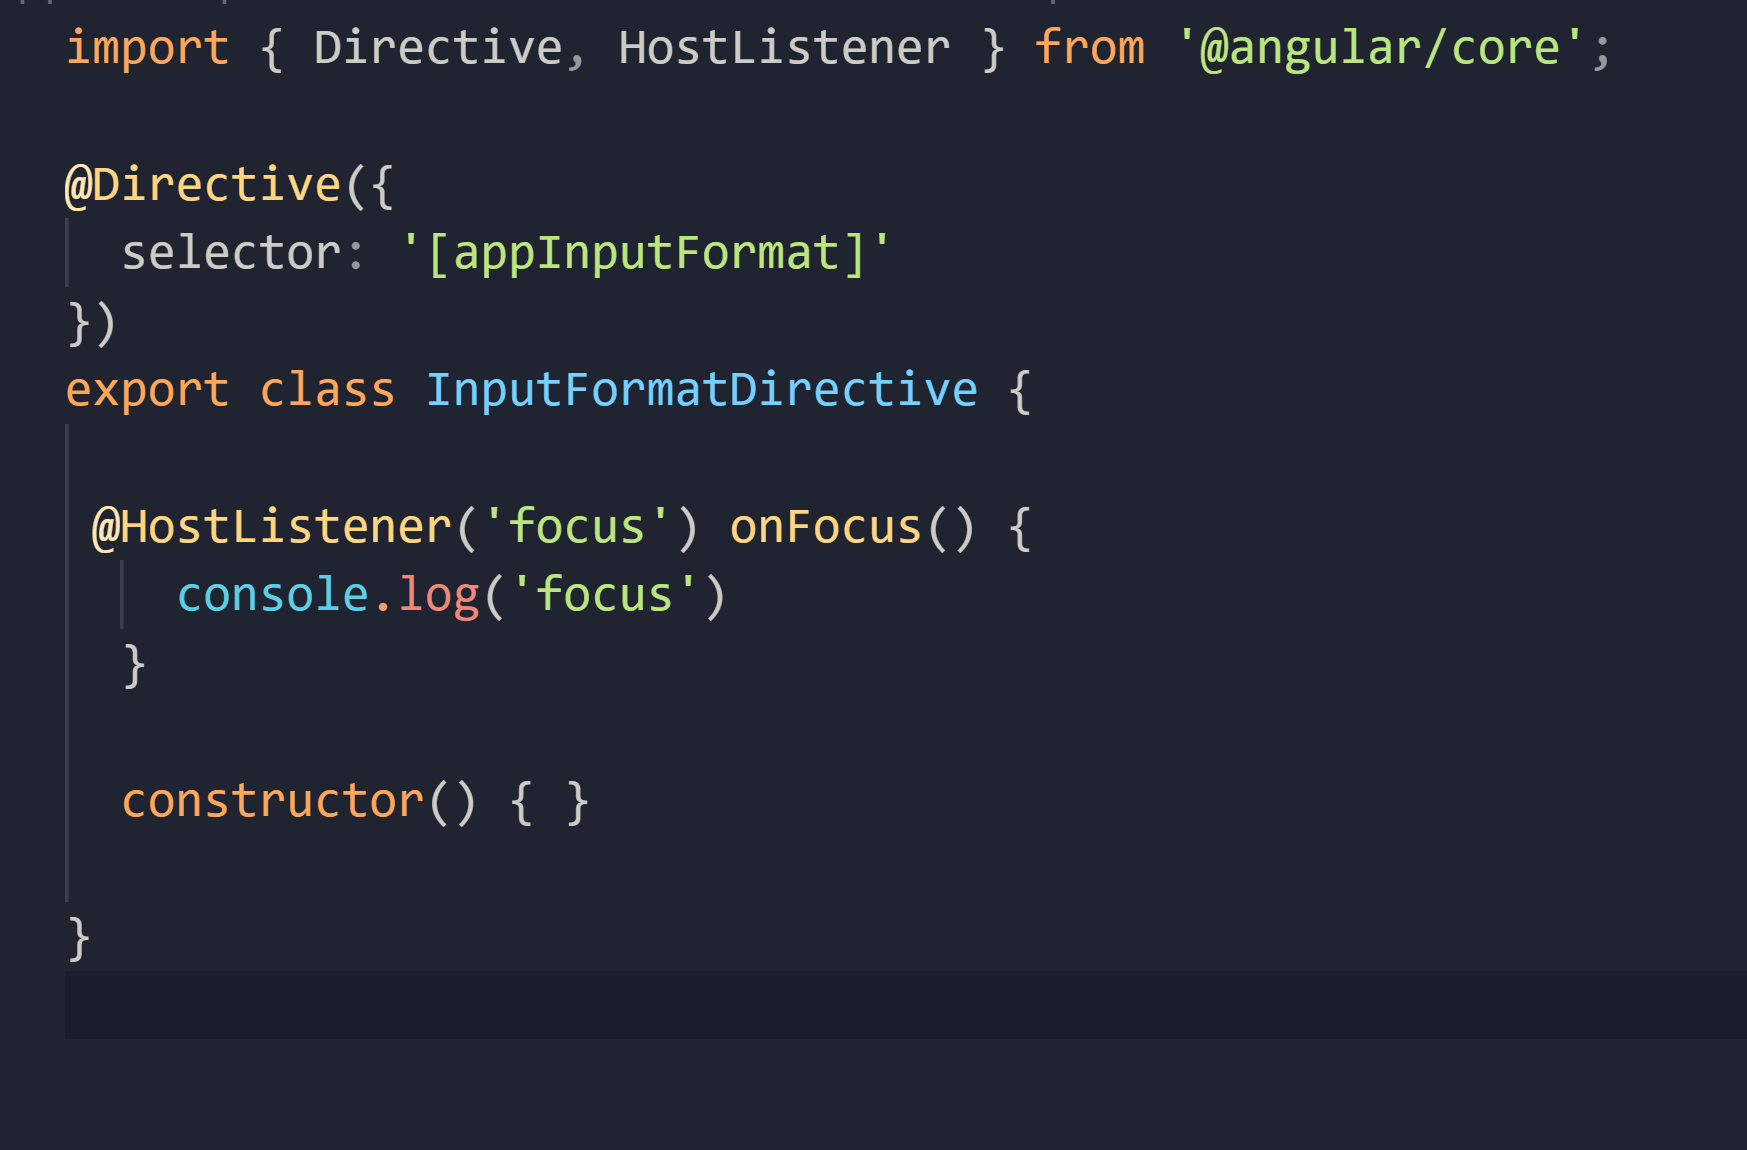 import { Directive, HostListener } from '@angular/core';
@Directive({
  selector: '[appInputFormat]'
})
export class InputFormatDirective {
 @HostListener('focus') onFocus() {
    console.log('focus')
  }
  constructor() { }
}